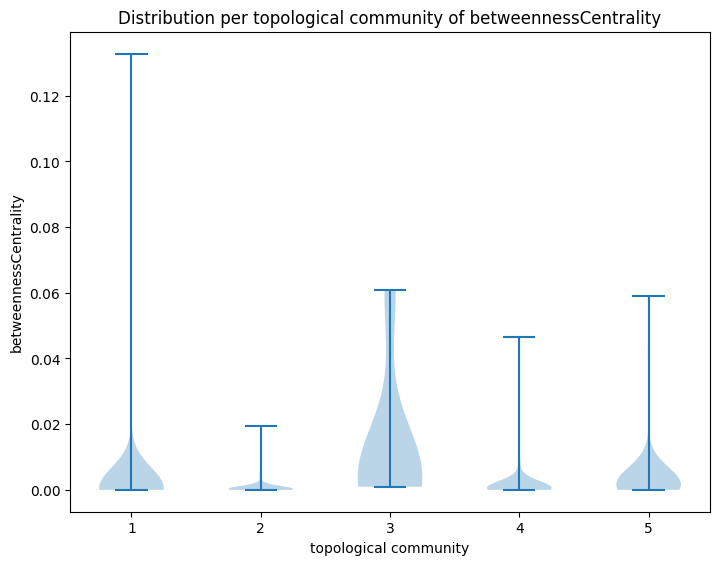 Distribution per topological community of betweennessCentrality
betweennessCentrality
0.12
0.10
0.08
0.06
0.04
0.02
0.00
1 2 3 4 5
topological community